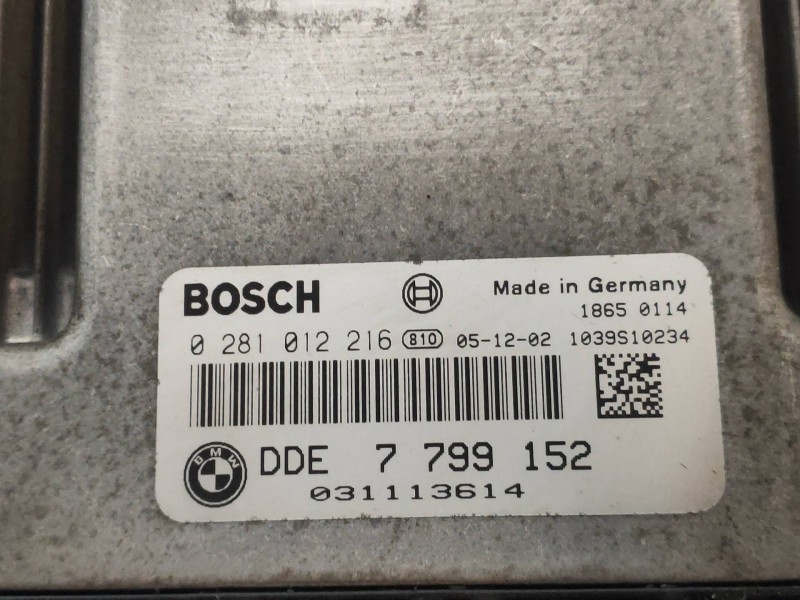 BOSCH
Made in Germany
1865 0114
0 281 012 216 810 05-12-02 1039S10234
BMW DDE 7 799 152
031113614